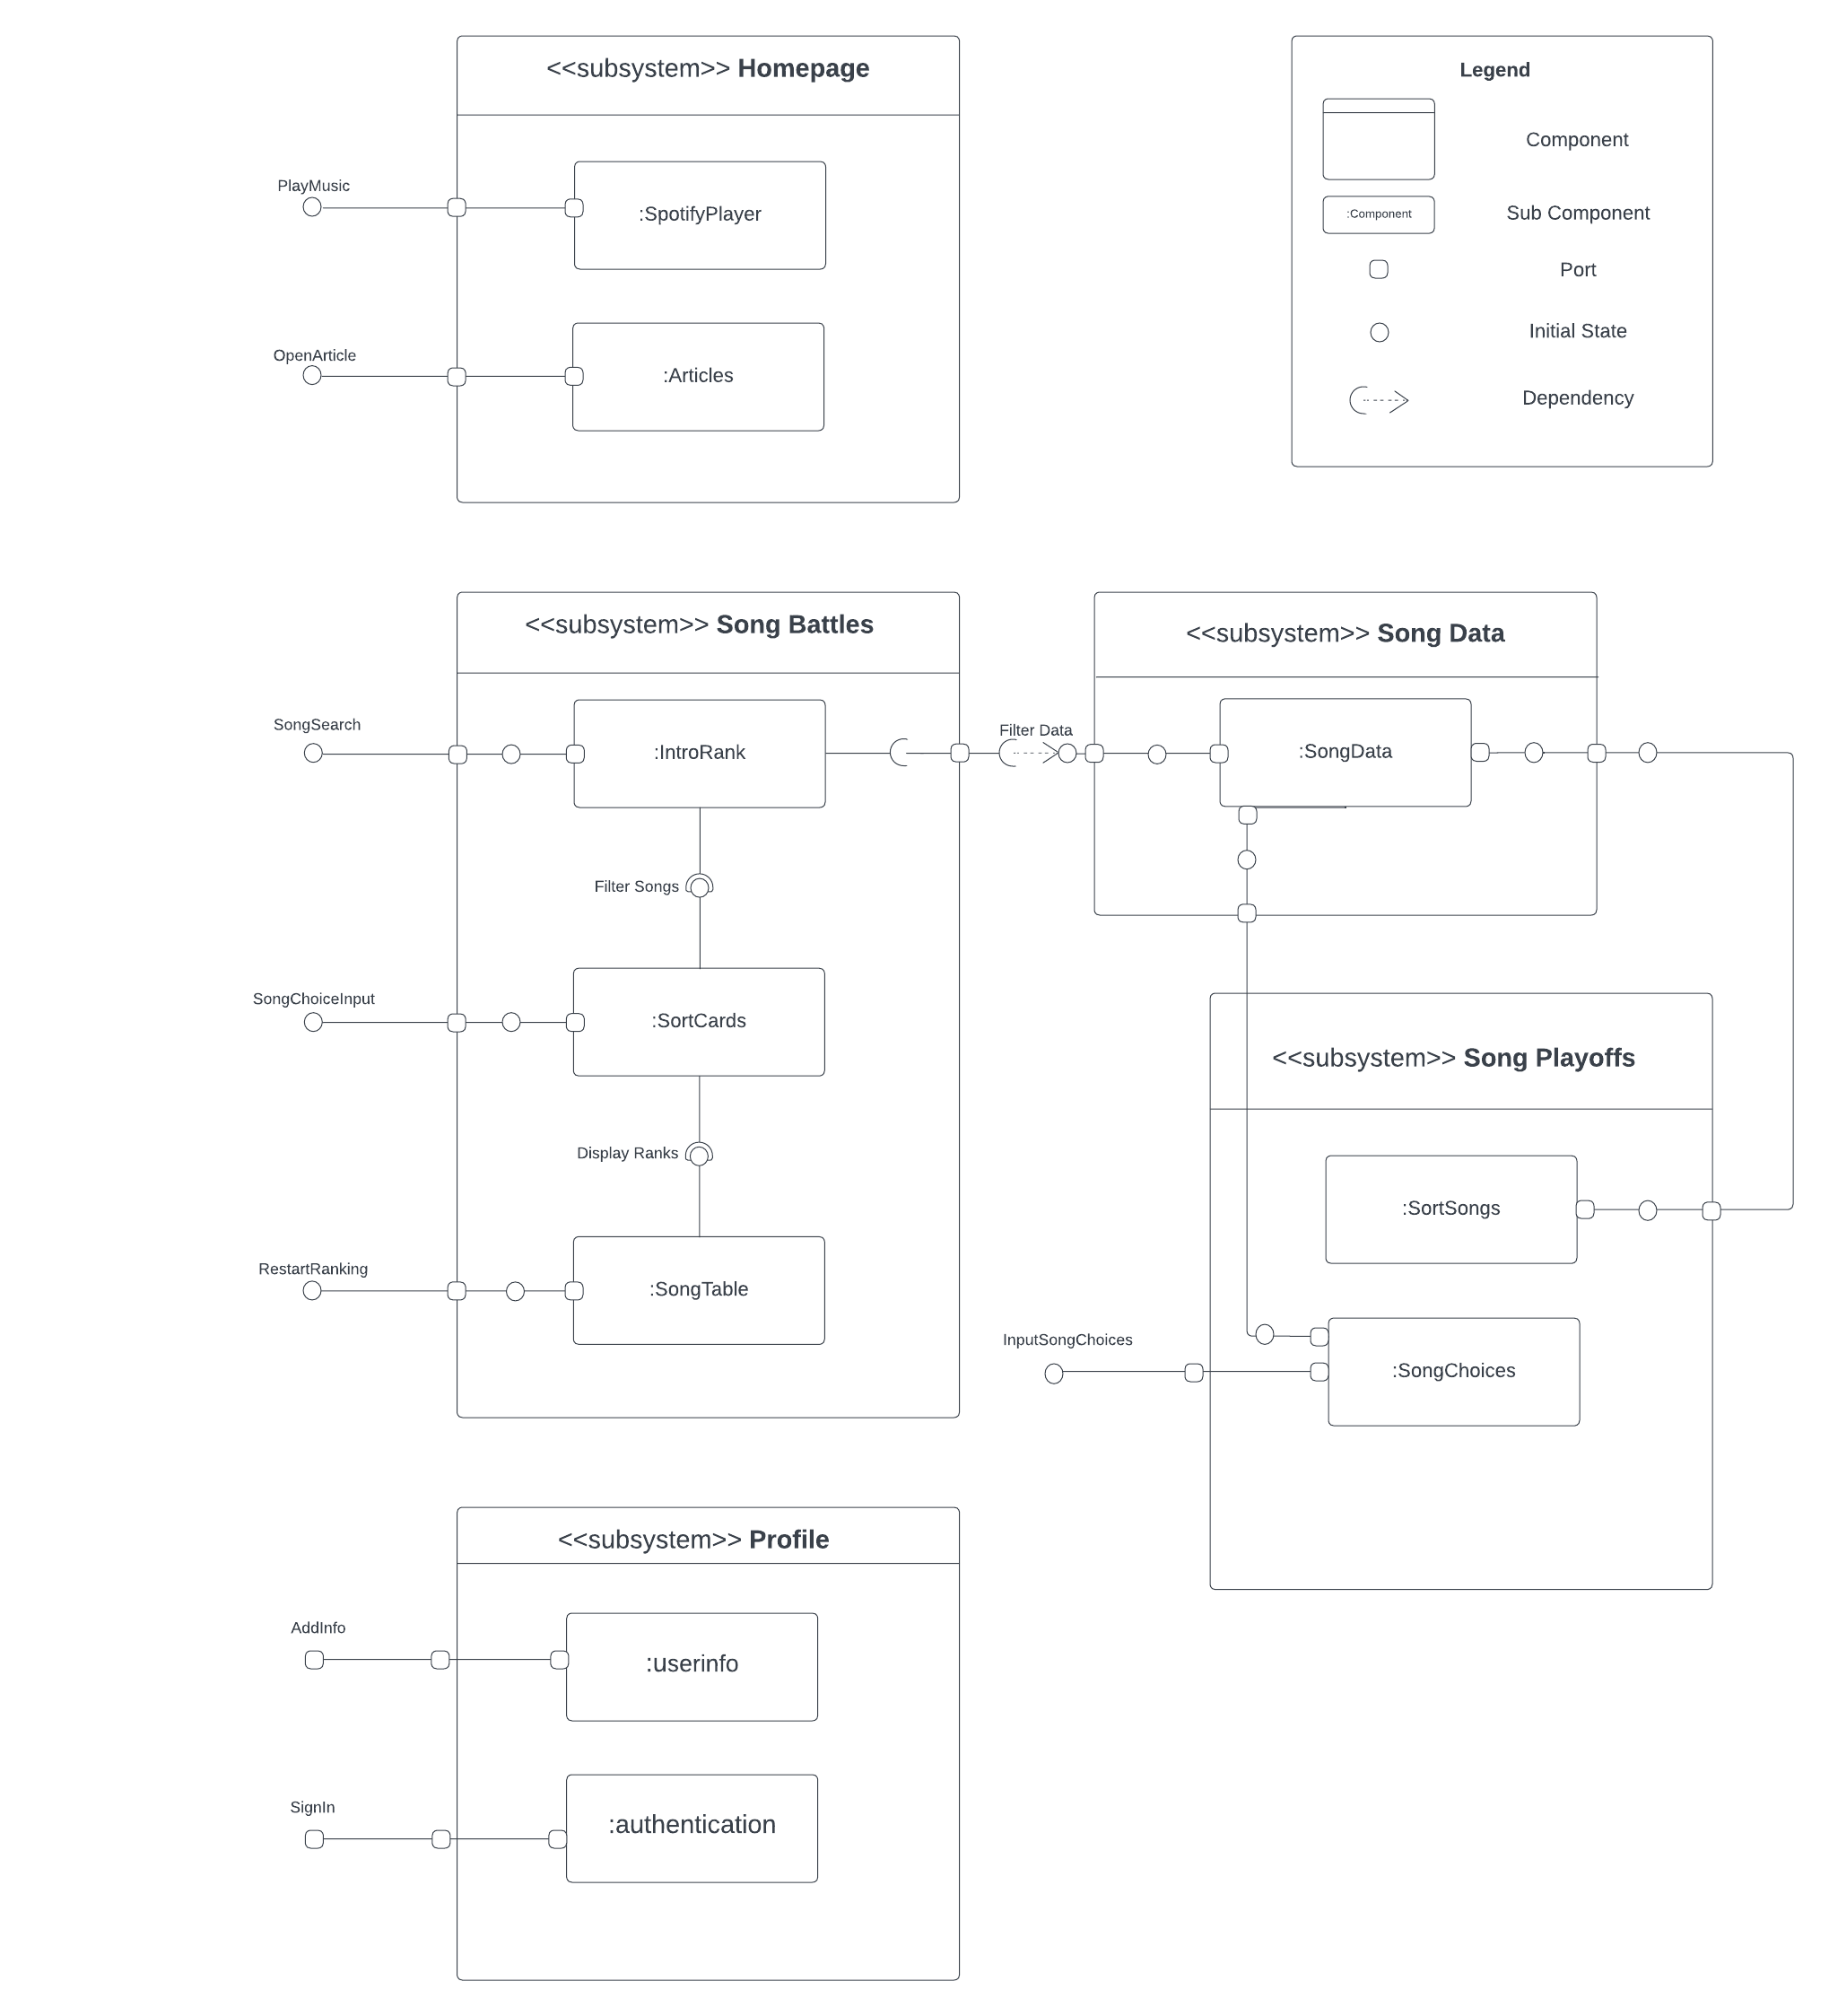 <<subsystem>> Homepage
PlayMusic
:SpotifyPlayer
OpenArticle
:Articles
Legend
Component
:Component
Sub Component
Port
Initial State
Dependency
<<subsystem>> Song Battles
SongSearch
:IntroRank
Filter Songs
SongChoiceInput
:SortCards
Display Ranks
RestartRanking
:SongTable
Filter Data
<<subsystem>> Song Data
:SongData
<<subsystem>> Song Playoffs
:SortSongs
InputSongChoices
:SongChoices
<<subsystem>> Profile
AddInfo
:userinfo
SignIn
:authentication